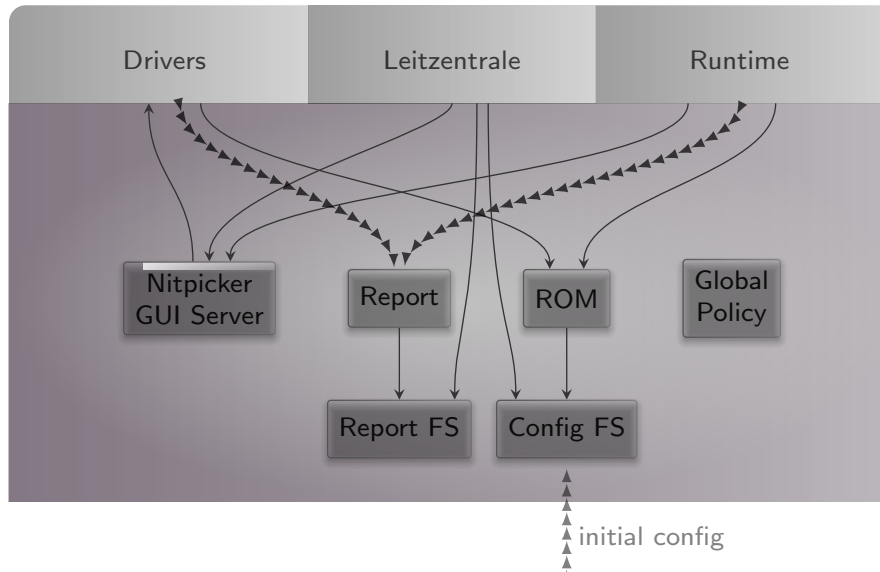 Drivers
Leitzentrale
Runtime
Nitpicker
GUI Server
Report
ROM
Global
Policy
Report FS
Config FS
initial config